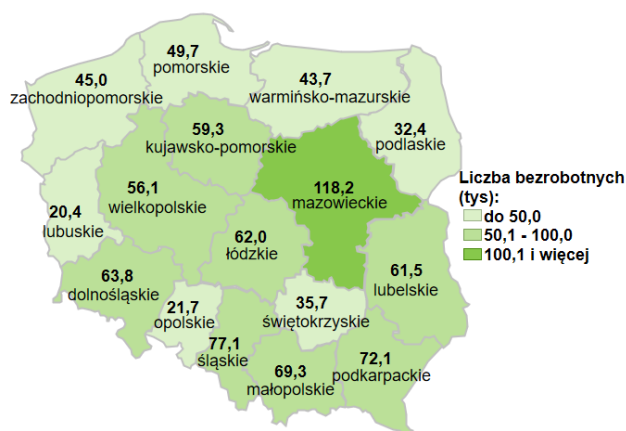 49,7
pomorskie
45,0
zachodniopomorskie
43,7
warmińsko-mazurskie
59,3
kujawsko-pomorskie
32,4
podlaskie
118,2
mazowieckie
56,1
wielkopolskie
20,4
lubuskie
62,0
łódzkie
63,8
dolnośląskie
61,5
lubelskie
21,7
opolskie
35,7
świętokrzyskie
77,1
śląskie
69,3
małopolskie
72,1
podkarpackie
Liczba bezrobotnych
(tys):
do 50,0
50,1 - 100,0
100,1 i więcej